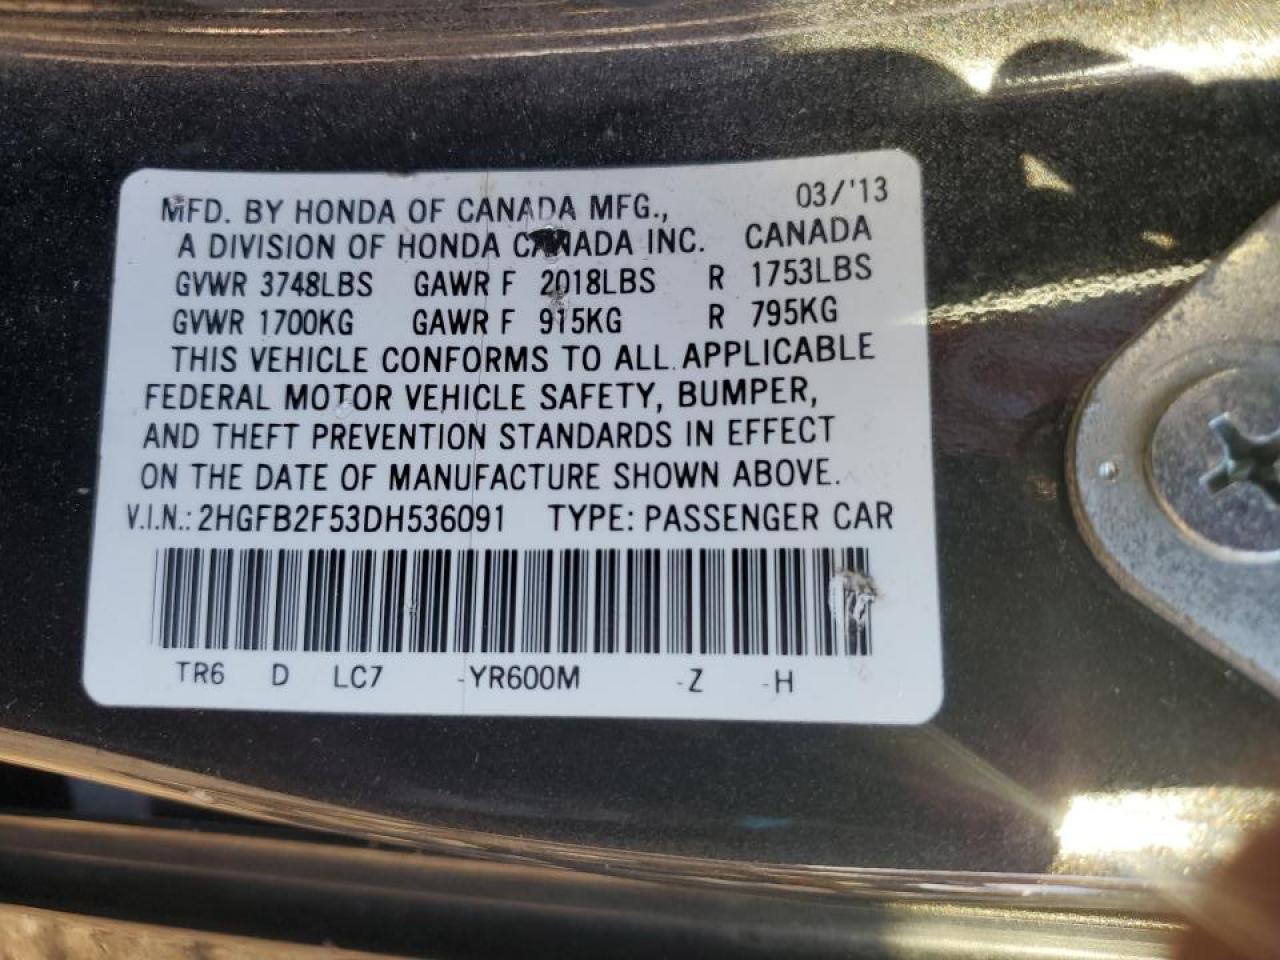 MFD. BY HONDA OF CANADA MFG., 03/'13
A DIVISION OF HONDA CANADA INC. CANADA
GVWR 3748LBS GAWR F 2018LBS R 1753LBS
GVWR 1700KG GAWR F 915KG R 795KG
THIS VEHICLE CONFORMS TO ALL APPLICABLE
FEDERAL MOTOR VEHICLE SAFETY, BUMPER,
AND THEFT PREVENTION STANDARDS IN EFFECT
ON THE DATE OF MANUFACTURE SHOWN ABOVE.
V.I.N.: 2HGFB2F53DH536091 TYPE: PASSENGER CAR
TR6 D LC7 -YR600M -Z -H